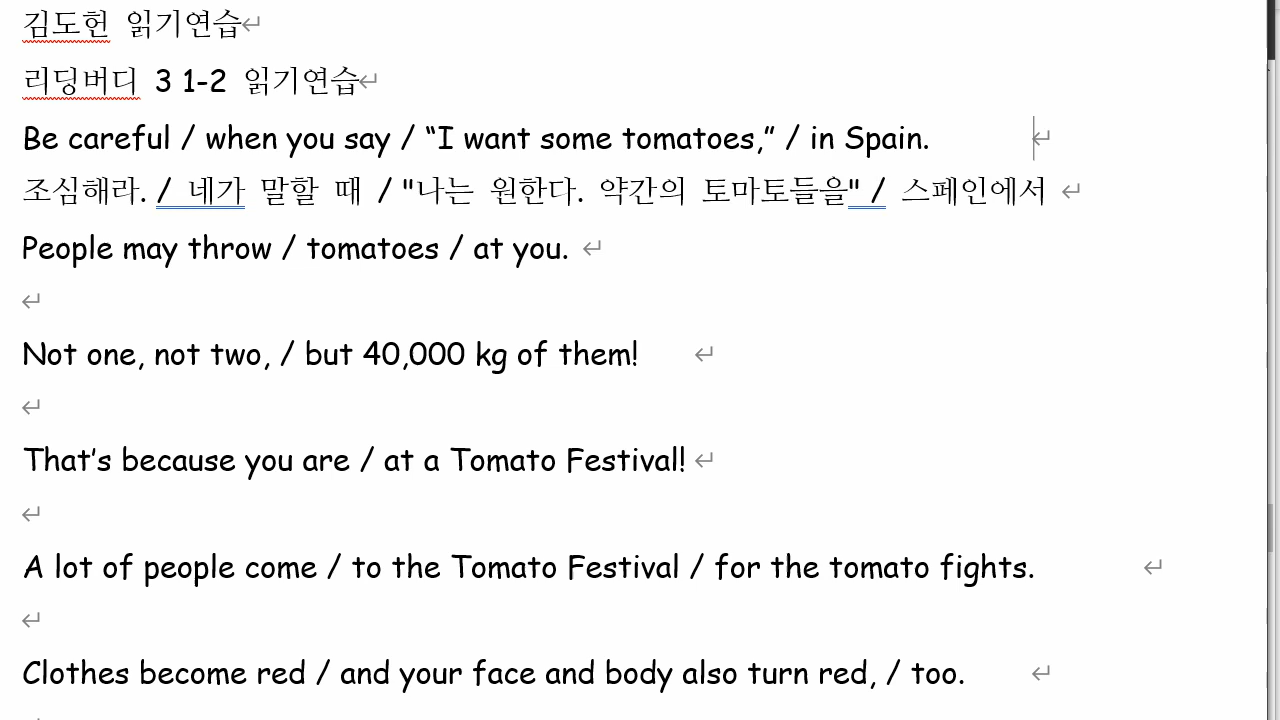 김도헌 읽기연습
리딩버디 3 1-2 읽기연습
Be careful / when you say / “I want some tomatoes,” / in Spain.
조심해라. / 네가 말할 때 / "나는 원한다. 약간의 토마토들을" / 스페인에서
People may throw / tomatoes / at you.
Not one, not two, / but 40,000 kg of them!
That’s because you are / at a Tomato Festival!
A lot of people come / to the Tomato Festival / for the tomato fights.
Clothes become red / and your face and body also turn red, / too.